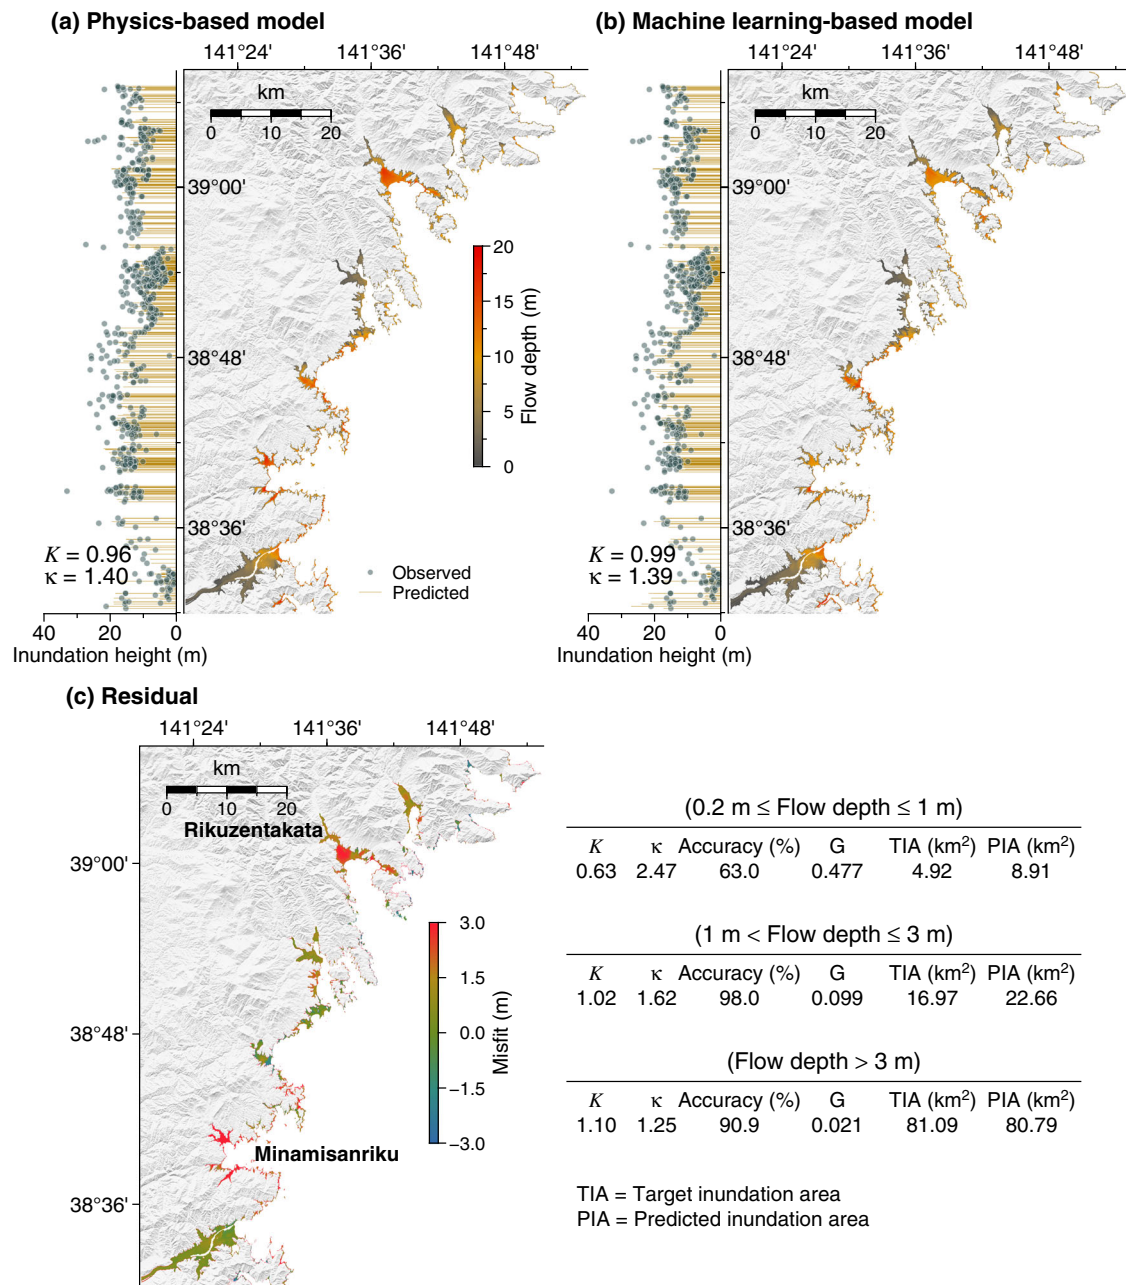 (a) Physics-based model
141°24' 141°36' 141°48'
km
0 10 20
39°00'
38°48'
38°36'
20
15
10
5
0
Flow depth (m)
K = 0.96
κ = 1.40
Observed
Predicted
40 20 0
Inundation height (m)
(b) Machine learning-based model
141°24' 141°36' 141°48'
km
0 10 20
39°00'
38°48'
38°36'
K = 0.99
κ = 1.39
40 20 0
Inundation height (m)
(c) Residual
141°24' 141°36' 141°48'
km
0 10 20
Rikuzentakata
39°00'
38°48'
38°36'
3.0
1.5
0.0
−1.5
−3.0
Misfit (m)
Minamisanriku
(0.2 m ≤ Flow depth ≤ 1 m)
K κ Accuracy (%) G TIA (km²) PIA (km²)
0.63 2.47 63.0 0.477 4.92 8.91
(1 m < Flow depth ≤ 3 m)
K κ Accuracy (%) G TIA (km²) PIA (km²)
1.02 1.62 98.0 0.099 16.97 22.66
(Flow depth > 3 m)
K κ Accuracy (%) G TIA (km²) PIA (km²)
1.10 1.25 90.9 0.021 81.09 80.79
TIA = Target inundation area
PIA = Predicted inundation area